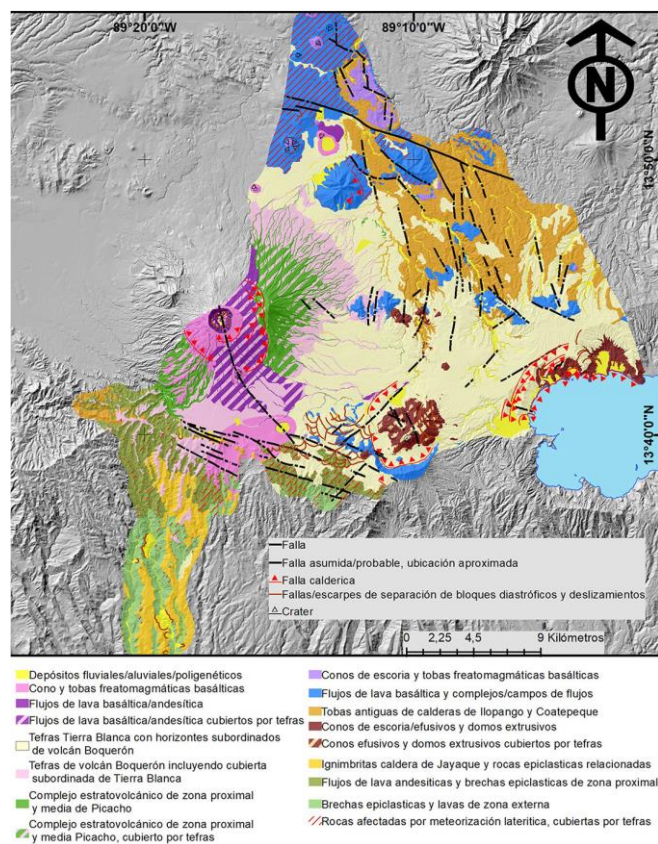 89°20'0"W
89°10'0"W
N
13°50'0"N
13°40'0"N
Falla
Falla asumida/probable, ubicación aproximada
Falla calderica
Fallas/escarpes de separación de bloques diastróficos y deslizamientos
Crater
0 2,25 4,5 9 Kilómetros
Depósitos fluviales/aluviales/poligenéticos
Cono y tobas freatomagmáticas basálticas
Flujos de lava basáltica/andesítica
Flujos de lava basáltica/andesítica cubiertos por tefras
Tefras Tierra Blanca con horizontes subordinados
de volcán Boquerón
Tefras de volcán Boquerón incluyendo cubierta
subordinada de Tierra Blanca
Complejo estratovolcánico de zona proximal
y media de Picacho
Complejo estratovolcánico de zona proximal
y media Picacho, cubierto por tefras
Conos de escoria y tobas freatomagmáticas basálticas
Flujos de lava basáltica y complejos/campos de flujos
Tobas antiguas de calderas de Ilopango y Coatepeque
Conos de escoria/efusivos y domos extrusivos
Conos efusivos y domos extrusivos cubiertos por tefras
Ignimbritas caldera de Jayaque y rocas epiclasticas relacionadas
Flujos de lava andesiticas y brechas epiclasticas de zona proximal
Brechas epiclasticas y lavas de zona externa
Rocas afectadas por meteorización lateritica, cubiertas por tefras